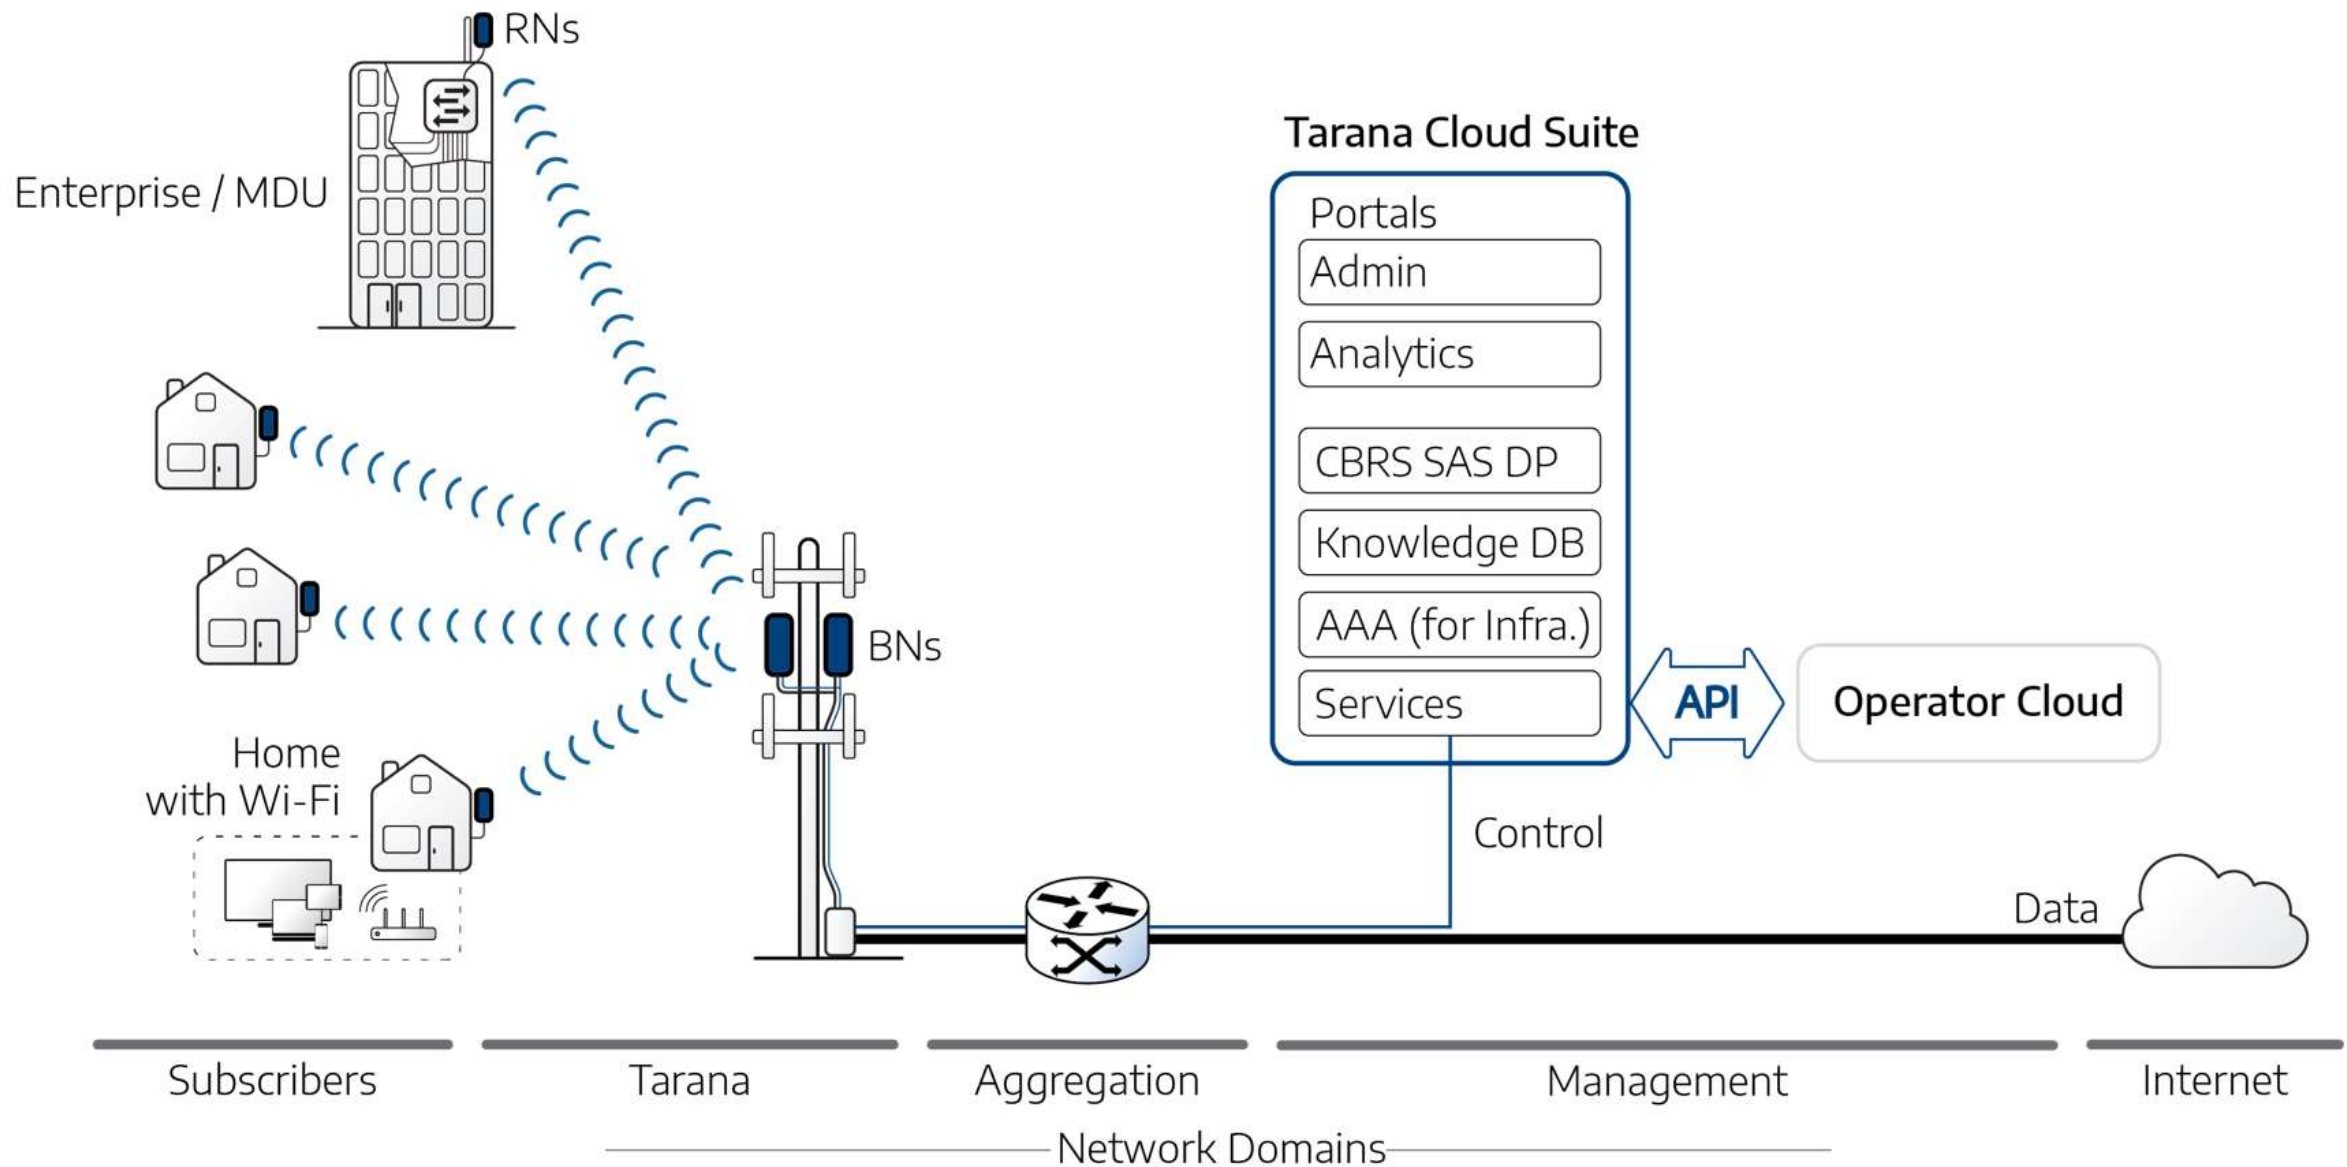 RNs
Enterprise / MDU
Home
with Wi-Fi
BNs
Tarana Cloud Suite
Portals
Admin
Analytics
CBRS SAS DP
Knowledge DB
AAA (for Infra.)
Services
API
Operator Cloud
Control
Data
Subscribers
Tarana
Aggregation
Management
Internet
Network Domains